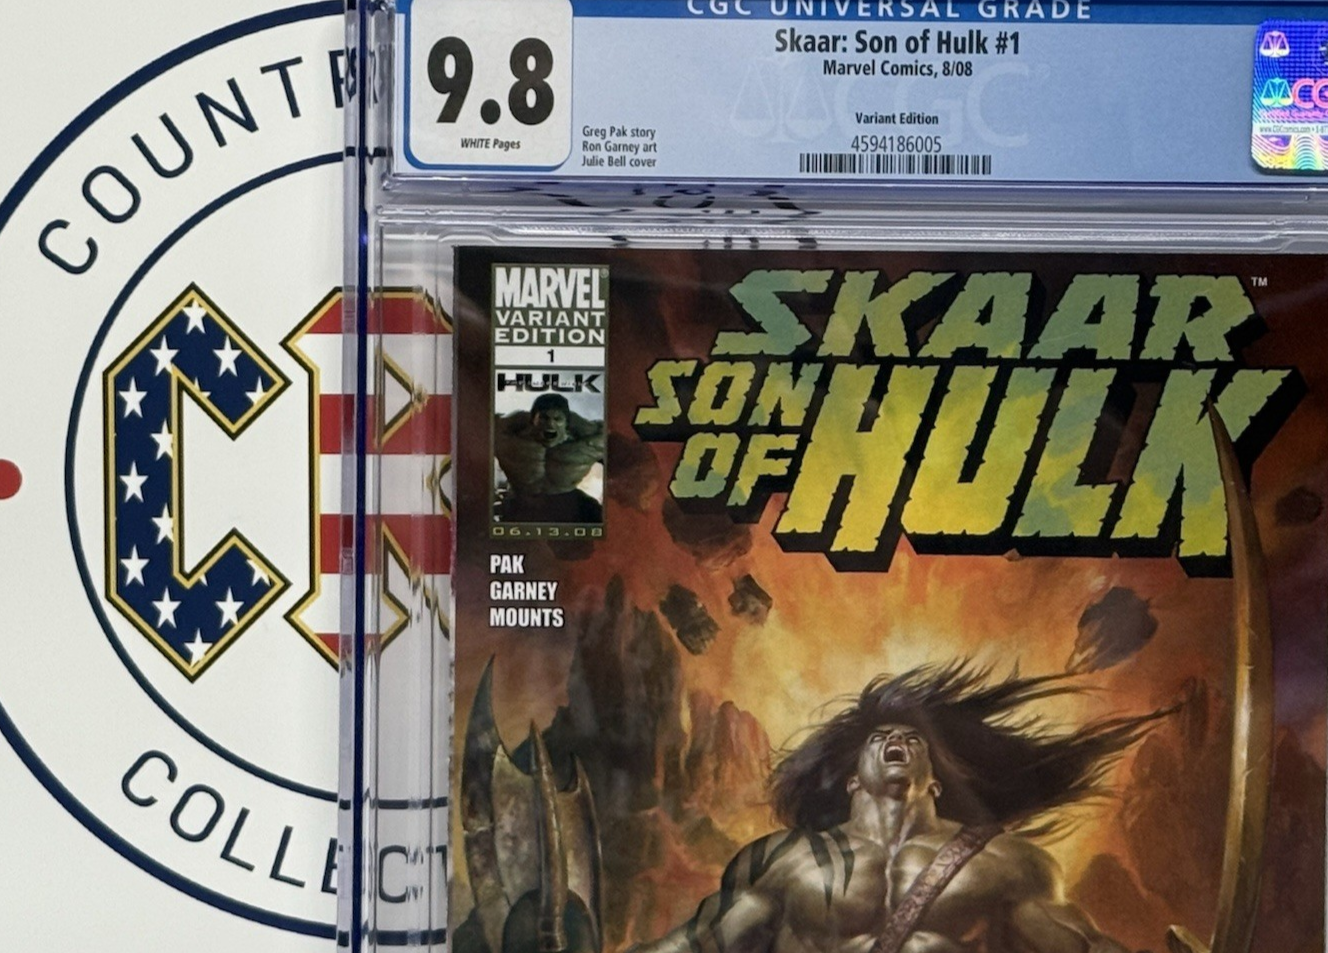 CGC UNIVERSAL GRADE
9.8
WHITE Pages
Skaar: Son of Hulk #1
Marvel Comics, 8/08
Variant Edition
4594186005
Greg Pak story
Ron Garney art
Julie Bell cover
CGC
MARVEL
VARIANT
EDITION
1
HULK
06.13.08
PAK
GARNEY
MOUNTS
SKAAR
SON
OF HULK
™